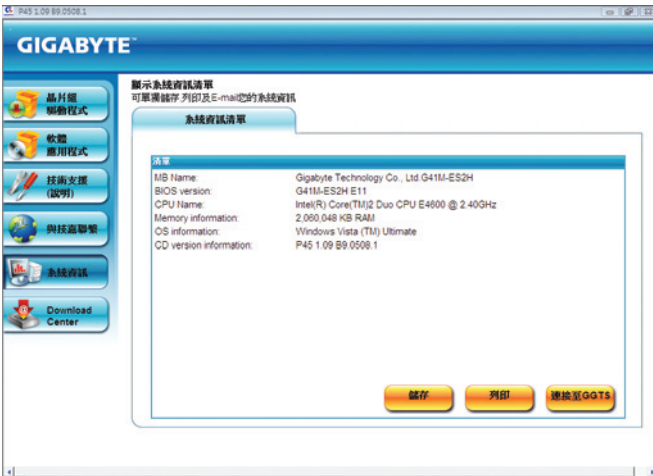 P45 1.09 B9.0508.1
GIGABYTE™
晶片組
驅動程式
軟體
應用程式
技術支援
(說明)
與技嘉聯繫
系統資訊
Download
Center
顯示系統資訊清單
可單獨儲存.列印及E-mail您的系統資訊
系統資訊清單
清單
MB Name: Gigabyte Technology Co., Ltd.G41M-ES2H
BIOS version: G41M-ES2H E11
CPU Name: Intel(R) Core(TM)2 Duo CPU E4600 @ 2.40GHz
Memory information: 2,060,048 KB RAM
OS information: Windows Vista (TM) Ultimate
CD version information: P45 1.09 B9.0508.1
儲存 列印 連接至GGTS